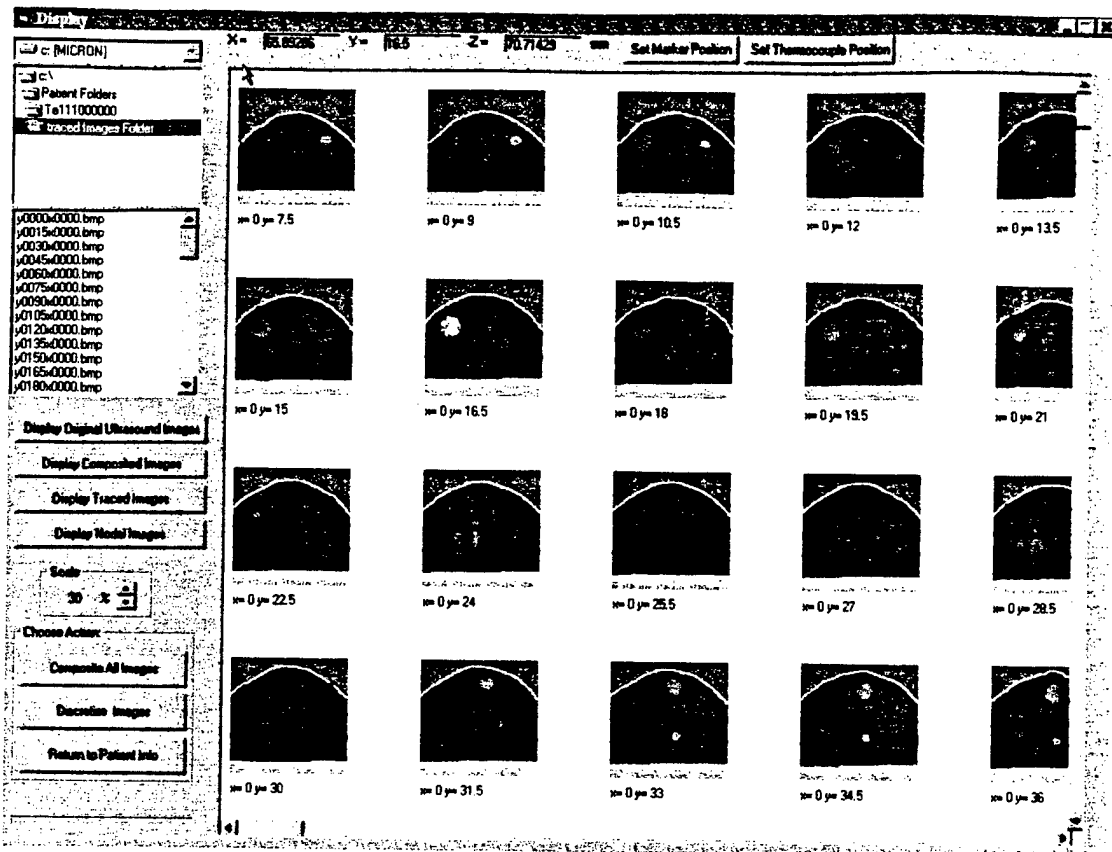 Display
X= Y= 16.5 Z= 70.71429 mm Set Marker Position Set Thermocouple Position
c: [MICRON]
c:\
Patient Folders
Te111000000
traced Images Folder
y0000x0000.bmp
y0015x0000.bmp
y0030x0000.bmp
y0045x0000.bmp
y0060x0000.bmp
y0075x0000.bmp
y0090x0000.bmp
y0105x0000.bmp
y0120x0000.bmp
y0135x0000.bmp
y0150x0000.bmp
y0165x0000.bmp
y0180x0000.bmp
Display Original Ultrasound Images
Display Composited Images
Display Traced Images
Display Nodal Images
Scale
30 %
Choose Action:
Composite All Images
Discretize Images
Return to Patient Info
x= 0 y= 7.5
x= 0 y= 9
x= 0 y= 10.5
x= 0 y= 12
x= 0 y= 13.5
x= 0 y= 15
x= 0 y= 16.5
x= 0 y= 18
x= 0 y= 19.5
x= 0 y= 21
x= 0 y= 22.5
x= 0 y= 24
x= 0 y= 25.5
x= 0 y= 27
x= 0 y= 28.5
x= 0 y= 30
x= 0 y= 31.5
x= 0 y= 33
x= 0 y= 34.5
x= 0 y= 36